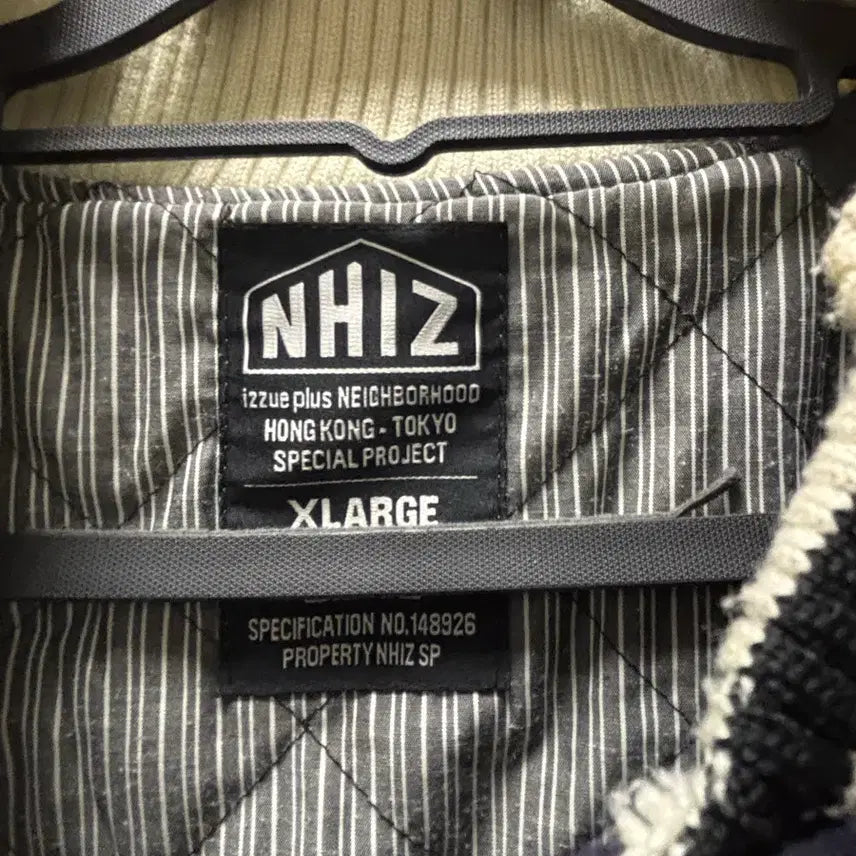 NHIZ
izzue plus NEIGHBORHOOD
HONG KONG - TOKYO
SPECIAL PROJECT
XLARGE
SPECIFICATION NO.148926
PROPERTY NHIZ SP